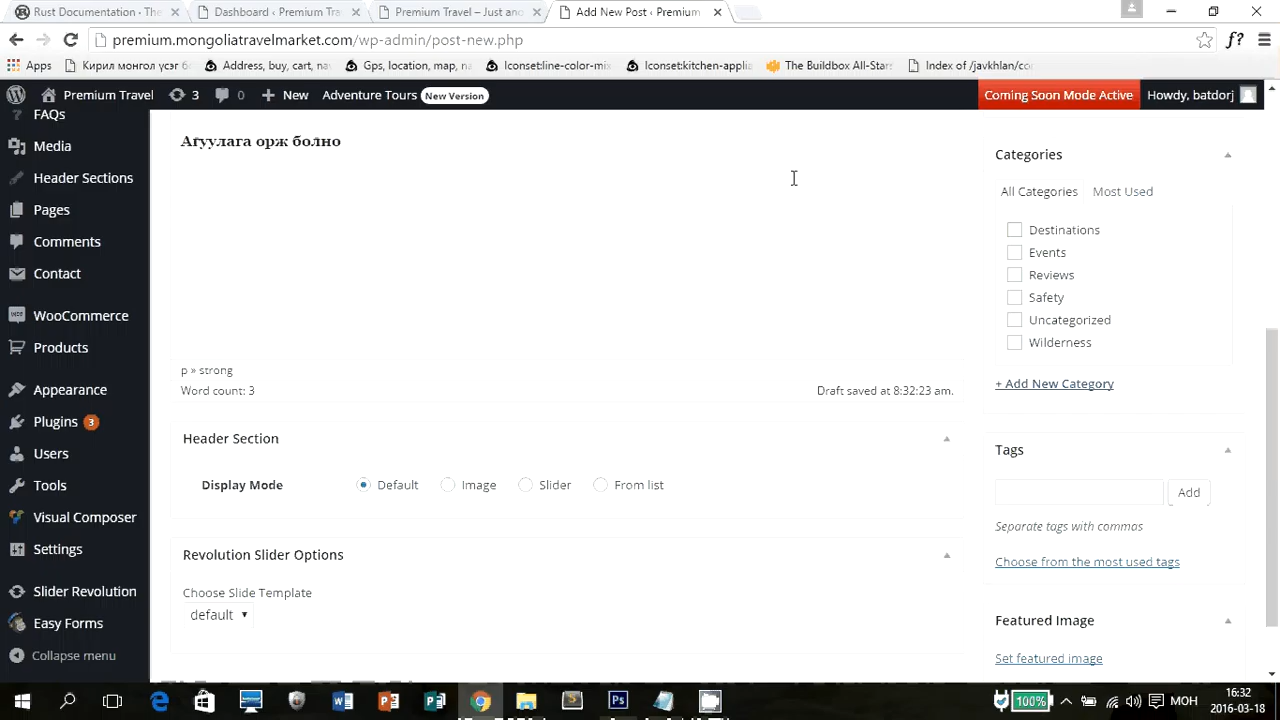 Rust Documentation · The
Dashboard ‹ Premium Tra
Premium Travel – Just and
Add New Post ‹ Premium
premium.mongoliatravelmarket.com/wp-admin/post-new.php
Apps
Кирил монгол үсэг б
Address, buy, cart, nav
Gps, location, map, na
Iconset:line-color-mix
Iconset:kitchen-applia
The Buildbox All-Stars
Index of /javkhlan/co
Premium Travel
3
0
New
Adventure Tours
New Version
Coming Soon Mode Active
Howdy, batdorj
FAQs
Media
Header Sections
Pages
Comments
Contact
WooCommerce
Products
Appearance
Plugins 3
Users
Tools
Visual Composer
Settings
Slider Revolution
Easy Forms
Collapse menu
Агуулага орж болно
p » strong
Word count: 3
Draft saved at 8:32:23 am.
Header Section
Display Mode
Default
Image
Slider
From list
Revolution Slider Options
Choose Slide Template
default
Categories
All Categories
Most Used
Destinations
Events
Reviews
Safety
Uncategorized
Wilderness
+ Add New Category
Tags
Add
Separate tags with commas
Choose from the most used tags
Featured Image
Set featured image
100%
МОН
16:32
2016-03-18